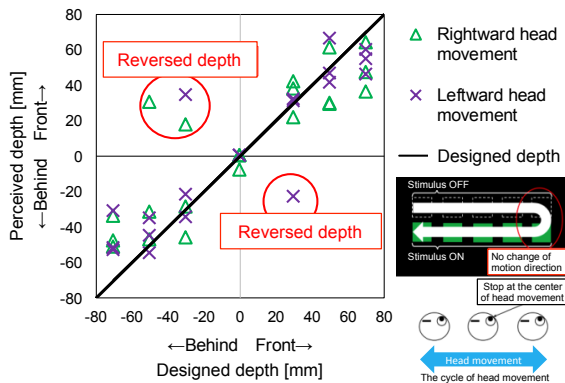 80
60
40
20
0
-20
-40
-60
-80
-80 -60 -40 -20 0 20 40 60 80
Perceived depth [mm]
←Behind Front→
Reversed depth
Reversed depth
←Behind Front→
Designed depth [mm]
Rightward head
movement
Leftward head
movement
Designed depth
Stimulus OFF
Stimulus ON
No change of
motion direction
Stop at the center
of head movement
Head movement
The cycle of head movement